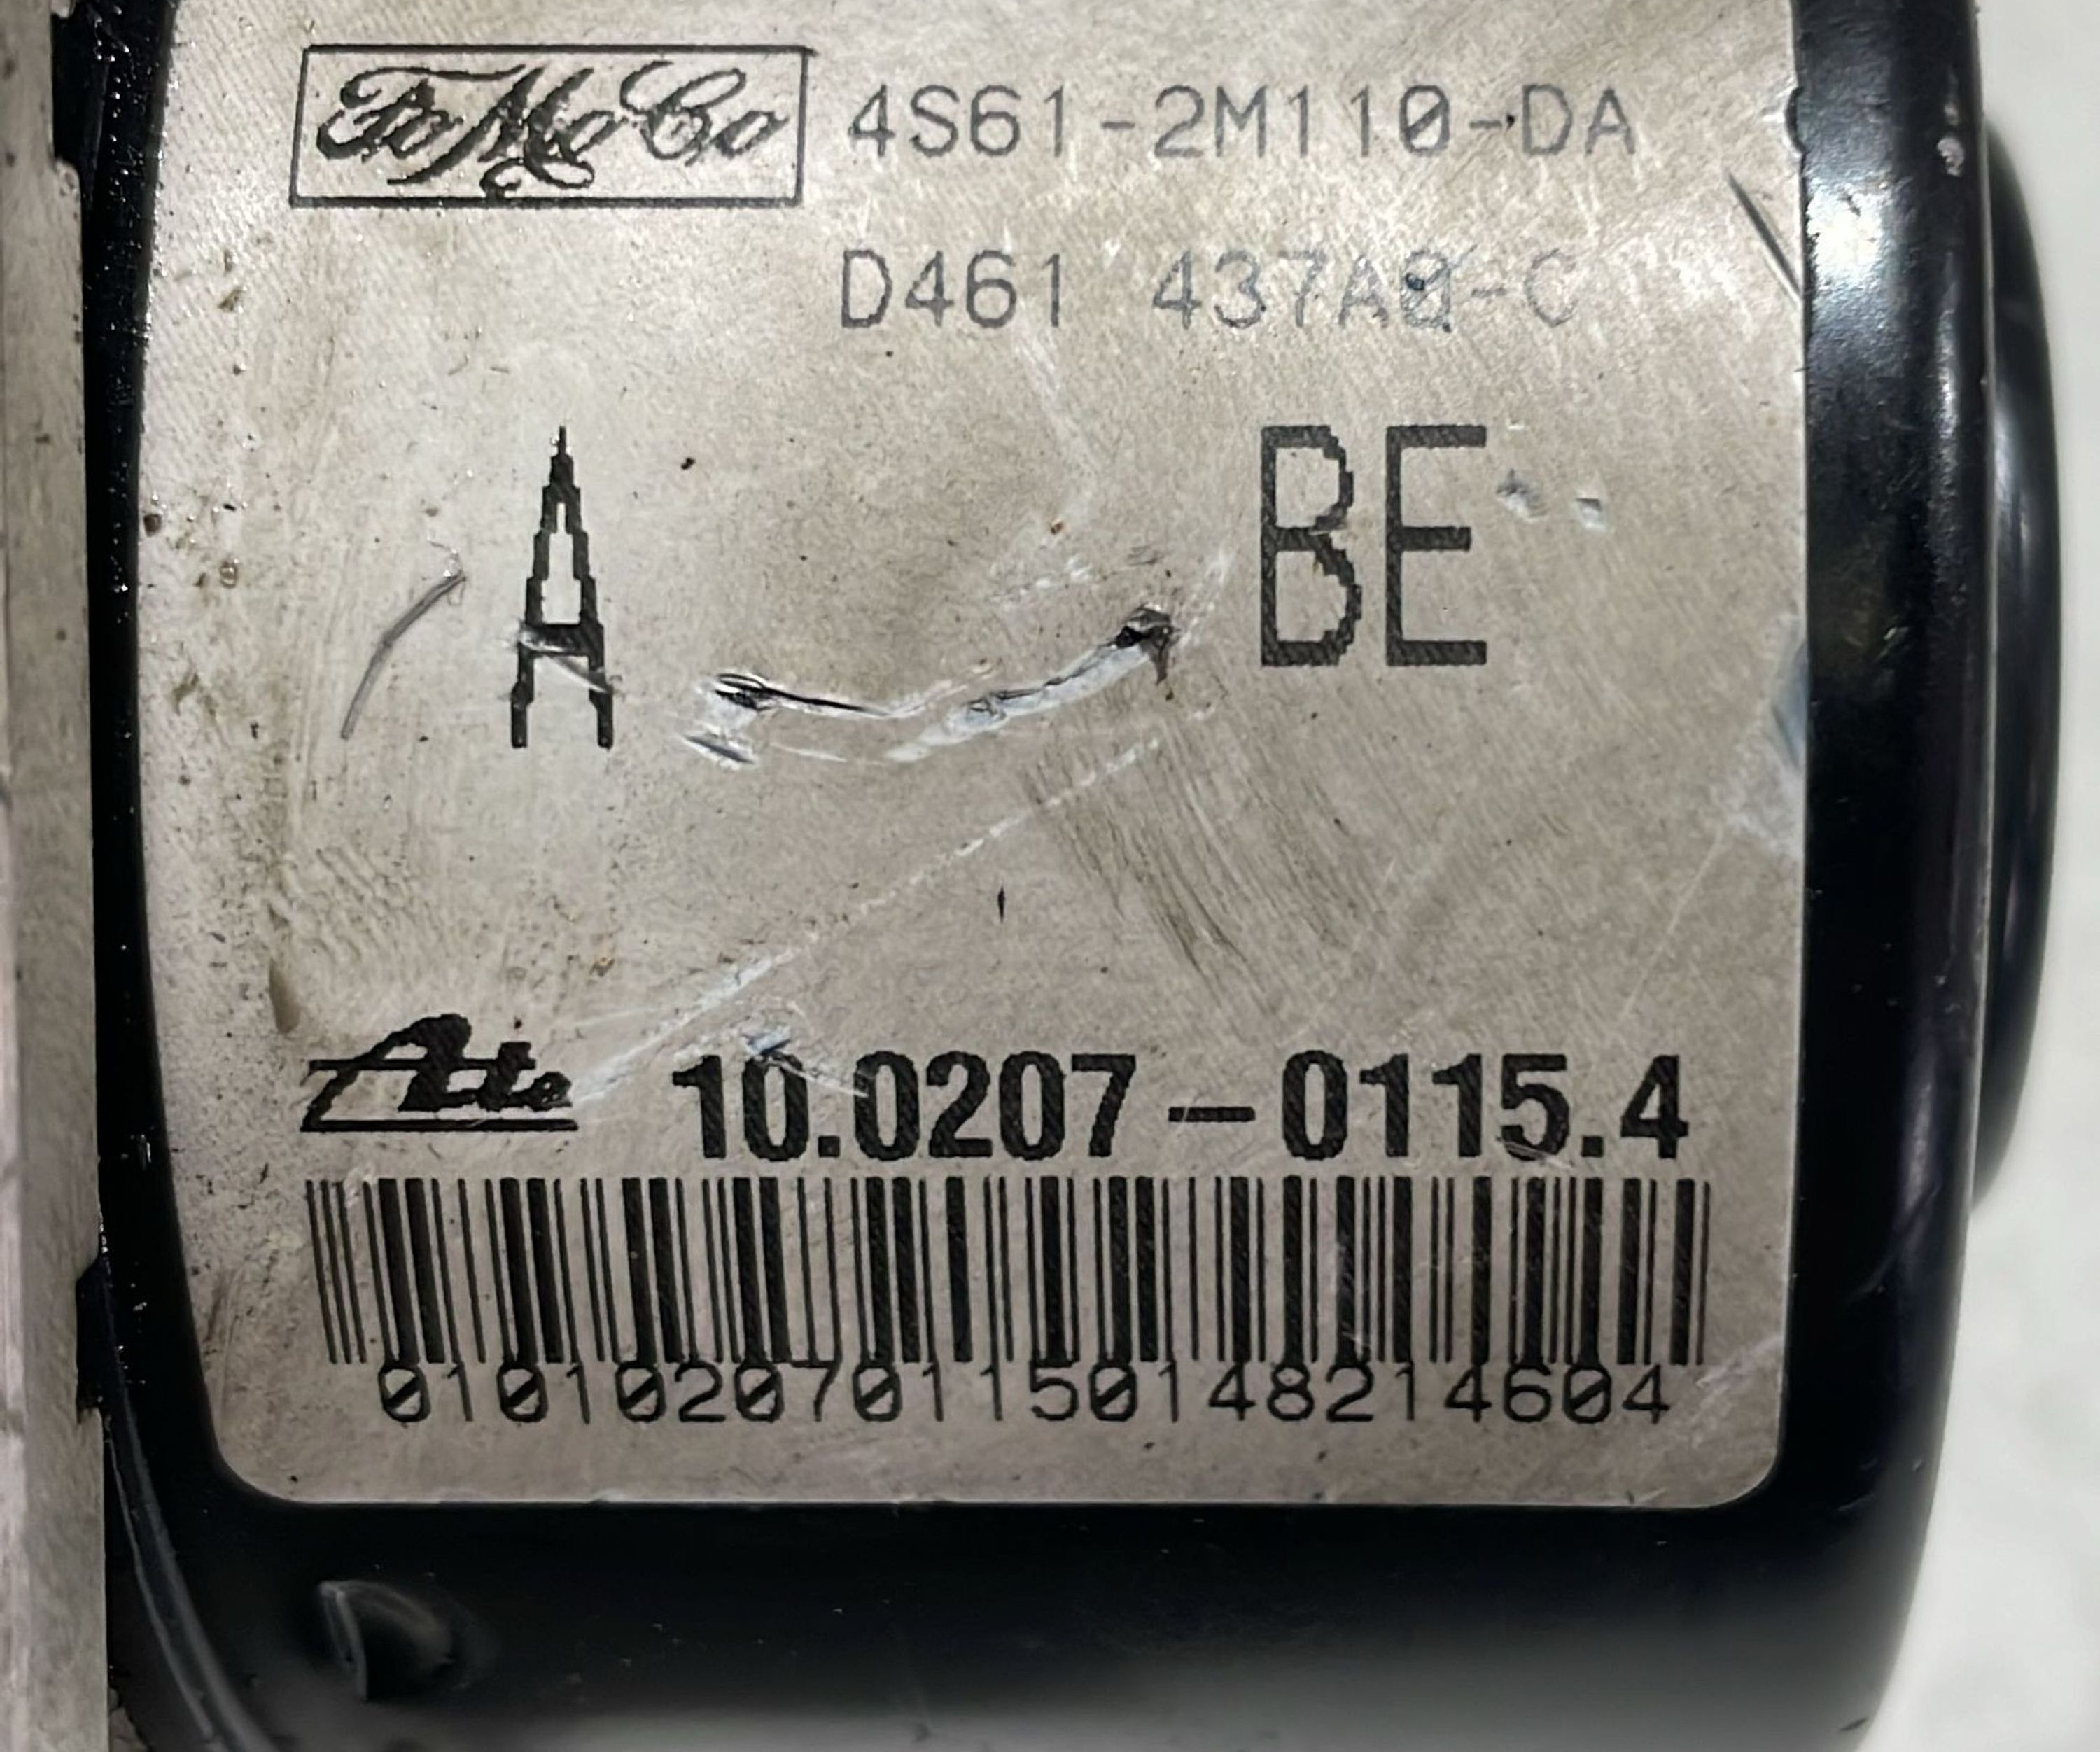 FoMoCo 4S61-2M110-DA
D461 437A0-C
A BE
Ate 10.0207-0115.4
0101020701150148214604